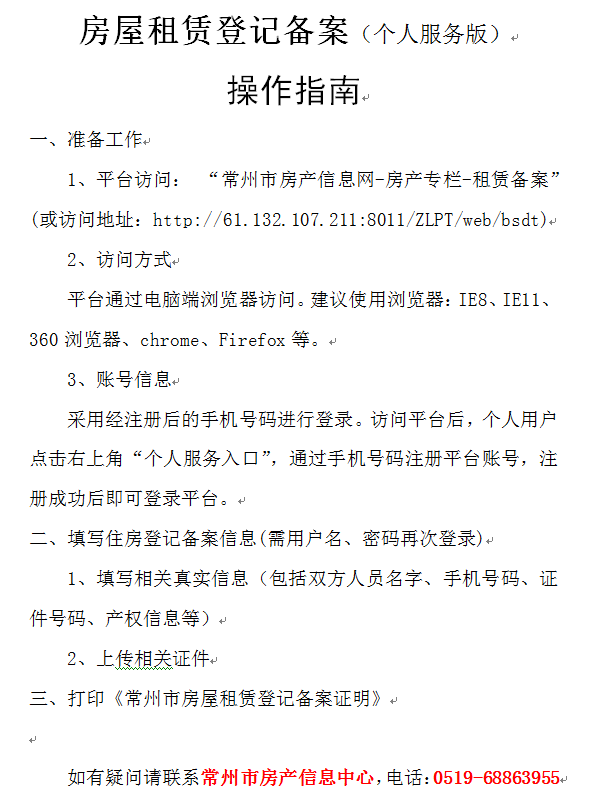 房屋租赁登记备案（个人服务版）
操作指南
一、准备工作
1、平台访问： “常州市房产信息网-房产专栏-租赁备案”
(或访问地址：http://61.132.107.211:8011/ZLPT/web/bsdt)
2、访问方式
平台通过电脑端浏览器访问。建议使用浏览器：IE8、IE11、
360浏览器、chrome、Firefox等。
3、账号信息
采用经注册后的手机号码进行登录。访问平台后，个人用户
点击右上角“个人服务入口”，通过手机号码注册平台账号，注
册成功后即可登录平台。
二、填写住房登记备案信息(需用户名、密码再次登录)
1、填写相关真实信息（包括双方人员名字、手机号码、证
件号码、产权信息等）
2、上传相关证件
三、打印《常州市房屋租赁登记备案证明》
如有疑问请联系常州市房产信息中心，电话：0519-68863955